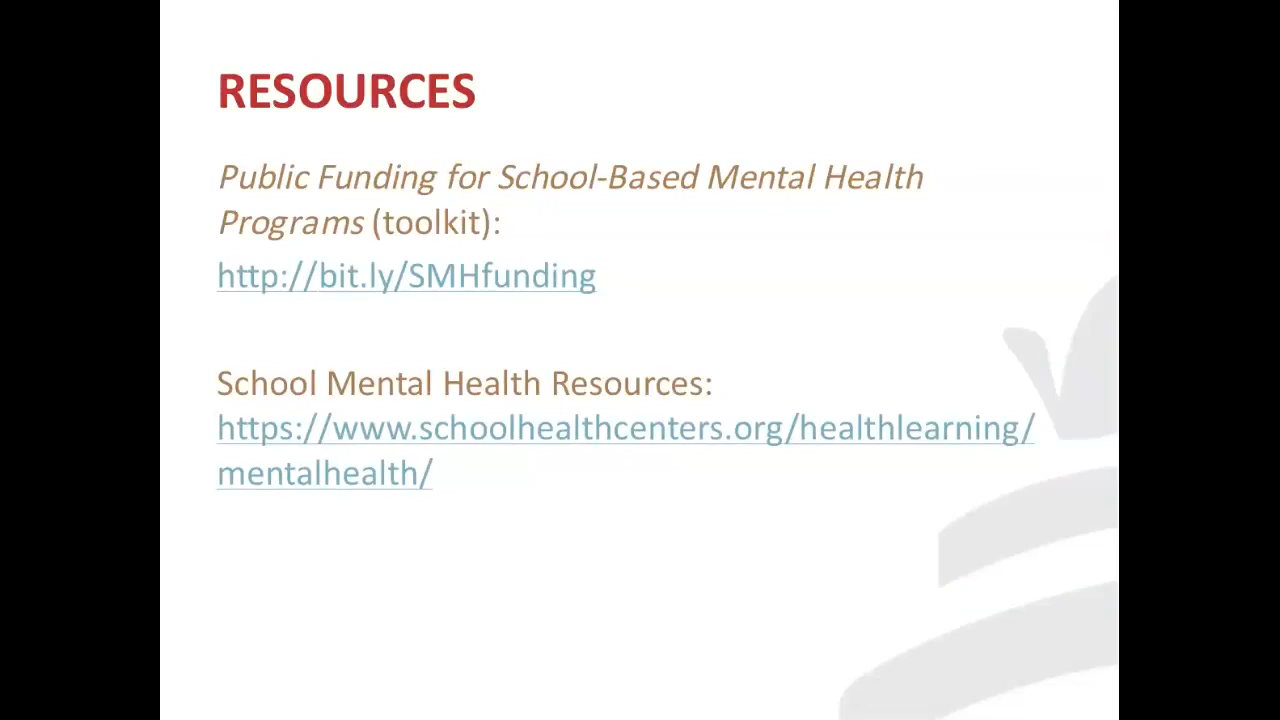 RESOURCES
Public Funding for School-Based Mental Health
Programs (toolkit):
http://bit.ly/SMHfunding
School Mental Health Resources:
https://www.schoolhealthcenters.org/healthlearning/
mentalhealth/